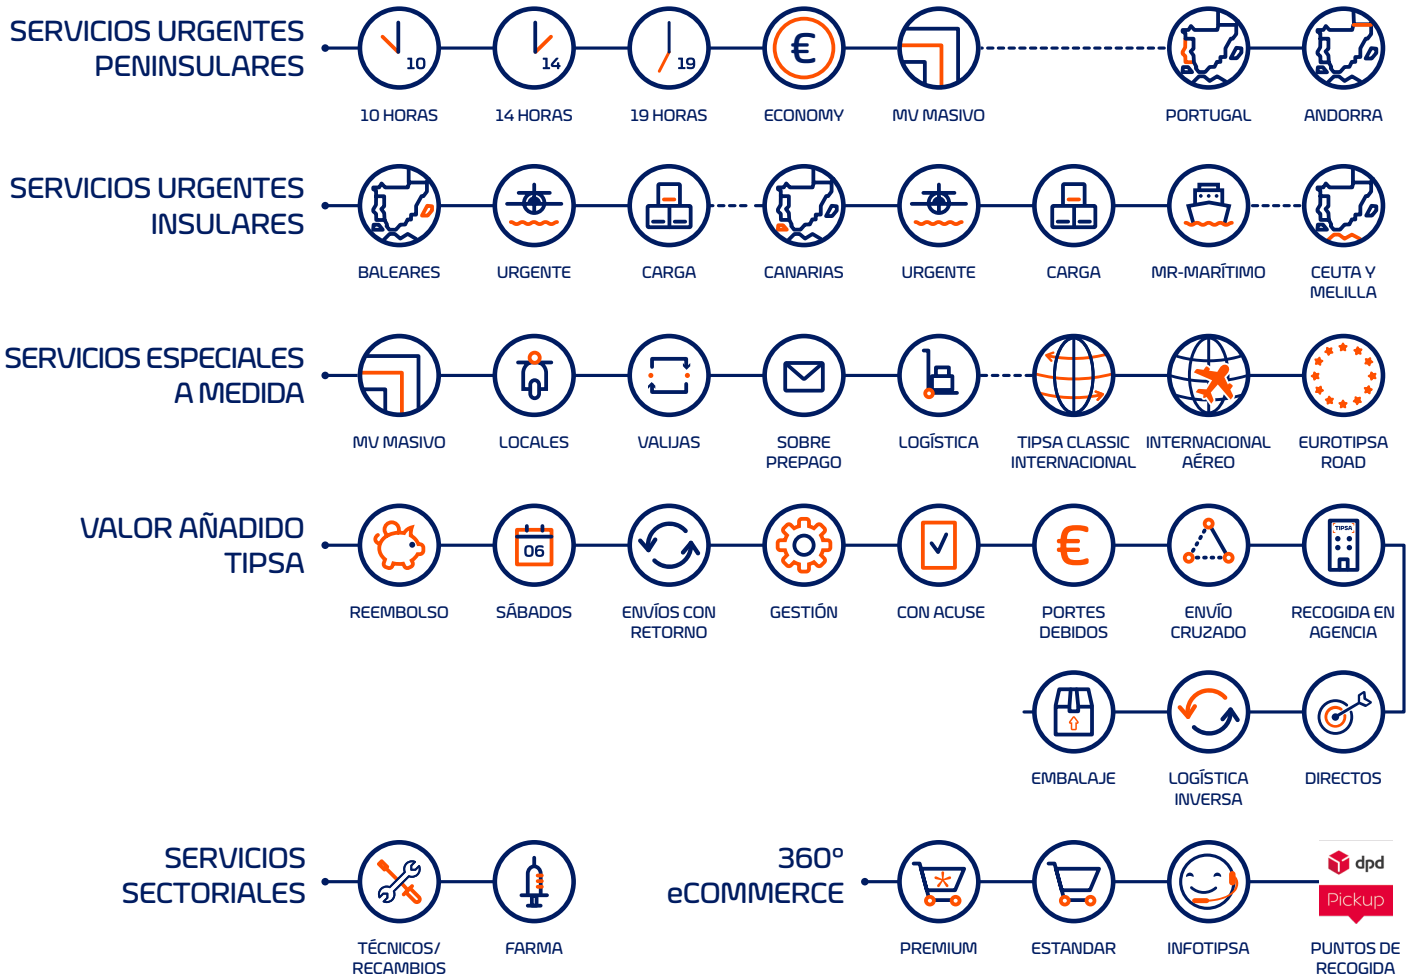 SERVICIOS URGENTES
PENINSULARES
10
14
19
€
10 HORAS
14 HORAS
19 HORAS
ECONOMY
MV MASIVO
PORTUGAL
ANDORRA
SERVICIOS URGENTES
INSULARES
BALEARES
URGENTE
CARGA
CANARIAS
URGENTE
CARGA
MR-MARÍTIMO
CEUTA Y
MELILLA
SERVICIOS ESPECIALES
A MEDIDA
MV MASIVO
LOCALES
VALIJAS
SOBRE
PREPAGO
LOGÍSTICA
TIPSA CLASSIC
INTERNACIONAL
INTERNACIONAL
AÉREO
EUROTIPSA
ROAD
VALOR AÑADIDO
TIPSA
06
€
TIPSA
REEMBOLSO
SÁBADOS
ENVÍOS CON
RETORNO
GESTIÓN
CON ACUSE
PORTES
DEBIDOS
ENVÍO
CRUZADO
RECOGIDA EN
AGENCIA
EMBALAJE
LOGÍSTICA
INVERSA
DIRECTOS
SERVICIOS
SECTORIALES
TÉCNICOS/
RECAMBIOS
FARMA
360º
eCOMMERCE
dpd
Pickup
PREMIUM
ESTANDAR
INFOTIPSA
PUNTOS DE
RECOGIDA